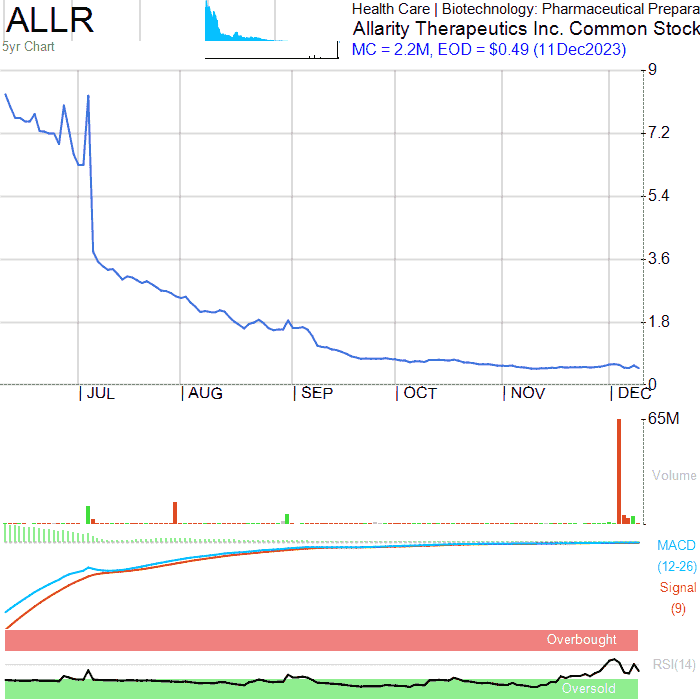 ALLR
Health Care | Biotechnology: Pharmaceutical Prepara
Allarity Therapeutics Inc. Common Stock
5yr Chart
MC = 2.2M, EOD = $0.49 (11Dec2023)
9
7.2
5.4
3.6
1.8
0
JUL AUG SEP OCT NOV DEC
65M
Volume
MACD
(12-26)
Signal
(9)
Overbought
RSI(14)
Oversold